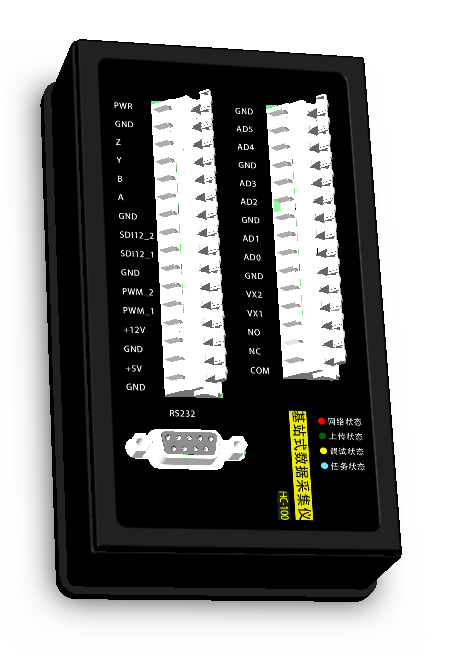 PWR
GND
Z
Y
B
A
GND
SDI12_2
SDI12_1
GND
PWM_2
PWM_1
+12V
GND
+5V
GND
GND
AD5
AD4
GND
AD3
AD2
GND
AD1
AD0
GND
VX2
VX1
NO
NC
COM
RS232
基站式数据采集仪
HC-100
网络状态
上传状态
调试状态
任务状态